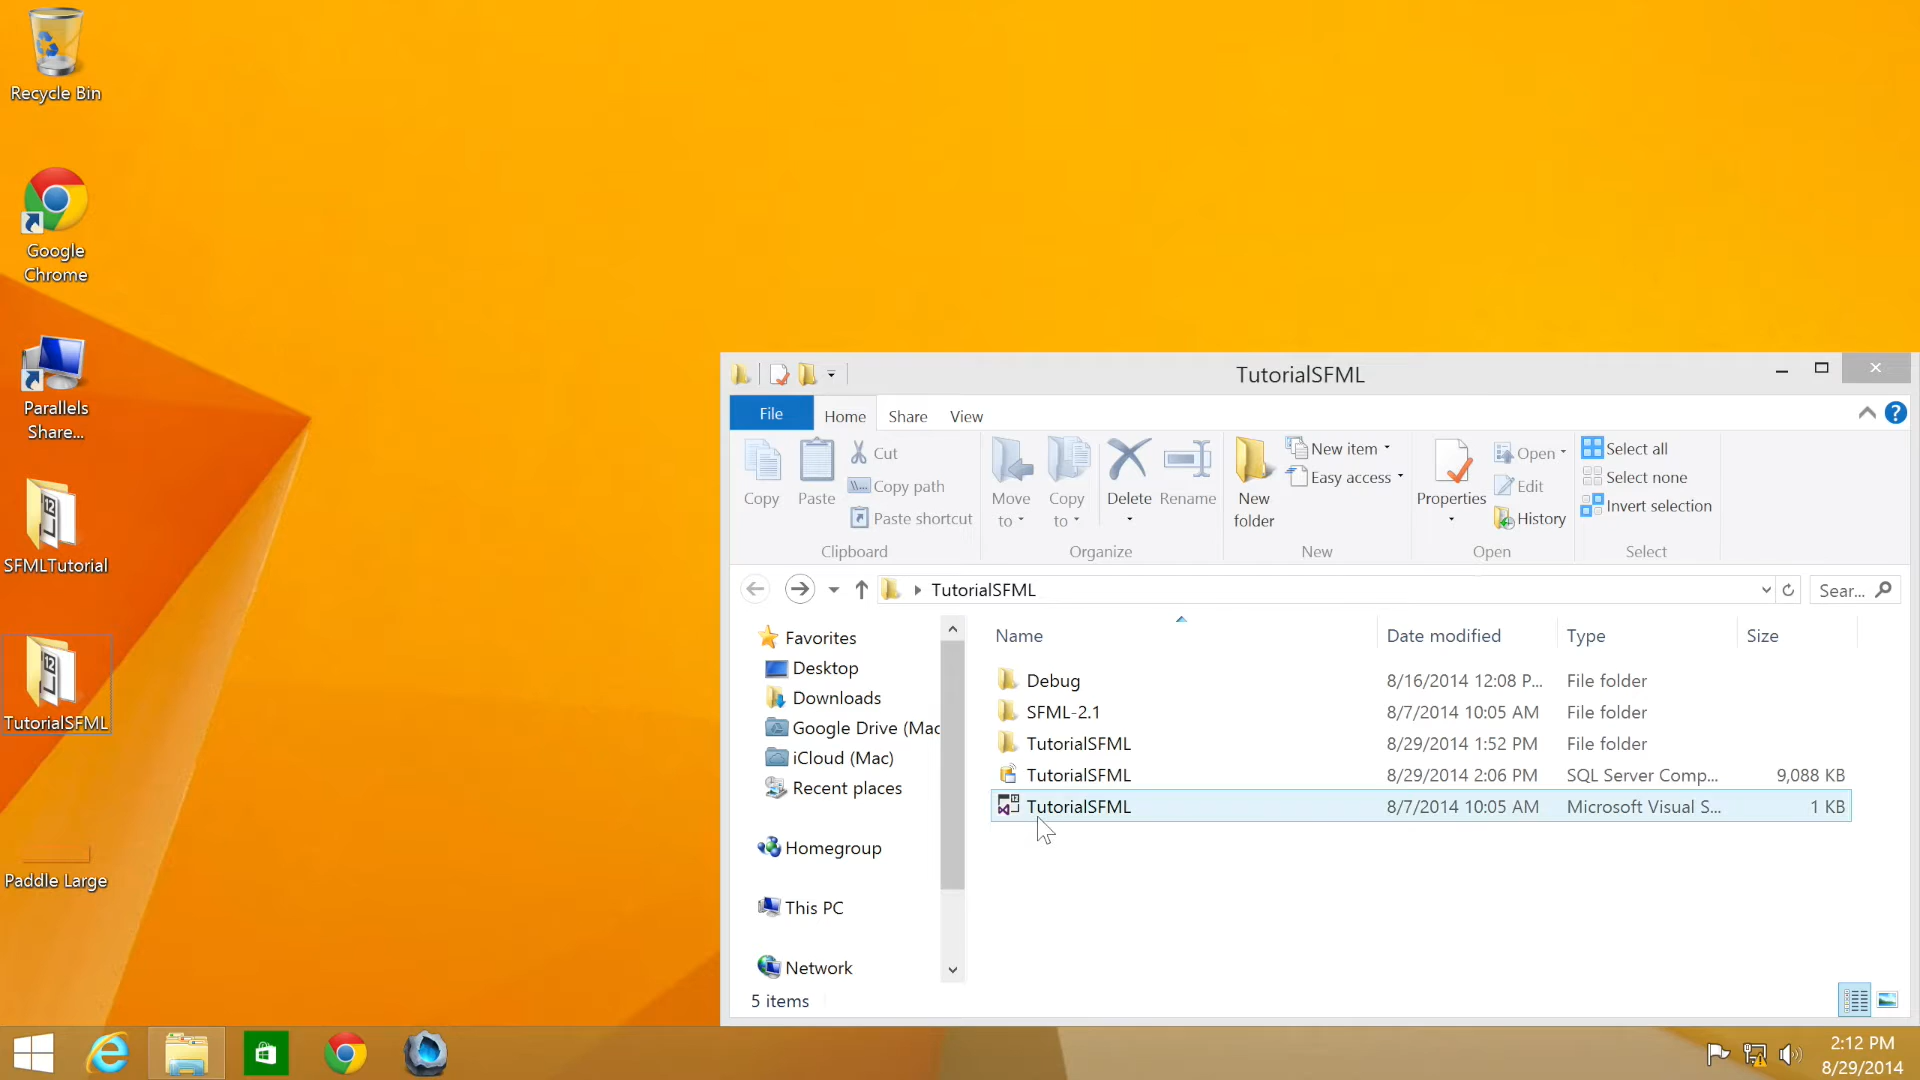 Recycle Bin
Google
Chrome
Parallels
Share...
SFMLTutorial
TutorialSFML
Paddle Large
TutorialSFML
File
Home
Share
View
Copy
Paste
Cut
Copy path
Paste shortcut
Clipboard
Move
to
Copy
to
Delete
Rename
Organize
New
folder
New item
Easy access
New
Properties
Open
Edit
History
Open
Select all
Select none
Invert selection
Select
TutorialSFML
Sear...
Favorites
Desktop
Downloads
Google Drive (Mac
iCloud (Mac)
Recent places
Homegroup
This PC
Network
Name Date modified Type Size
Debug 8/16/2014 12:08 P... File folder
SFML-2.1 8/7/2014 10:05 AM File folder
TutorialSFML 8/29/2014 1:52 PM File folder
TutorialSFML 8/29/2014 2:06 PM SQL Server Comp... 9,088 KB
TutorialSFML 8/7/2014 10:05 AM Microsoft Visual S... 1 KB
5 items
2:12 PM
8/29/2014